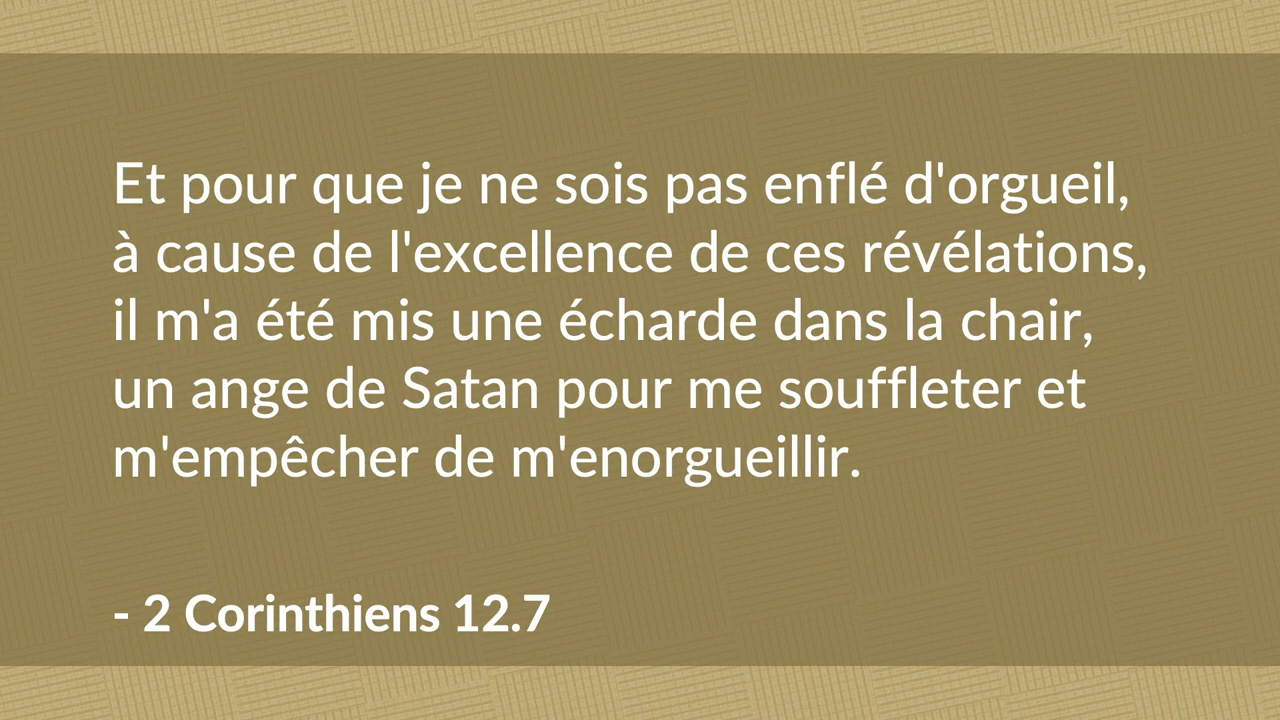 Et pour que je ne sois pas enflé d'orgueil,
à cause de l'excellence de ces révélations,
il m'a été mis une écharde dans la chair,
un ange de Satan pour me souffleter et
m'empêcher de m'enorgueillir.
- 2 Corinthiens 12.7